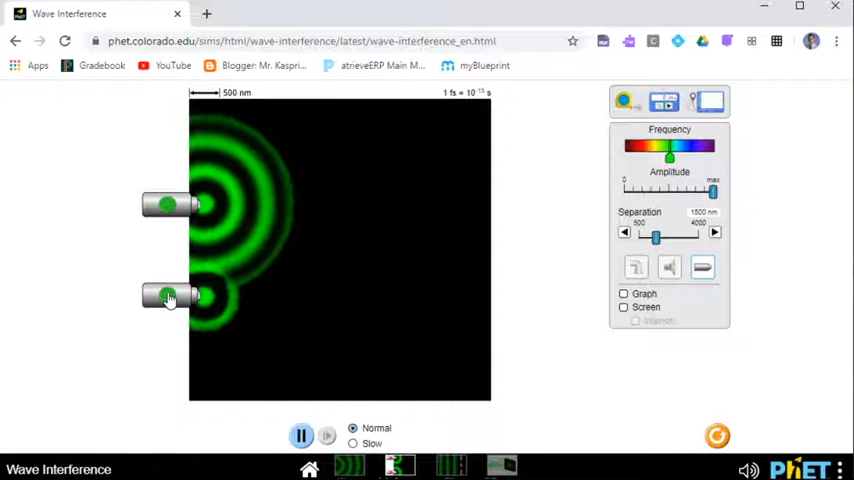 Wave Interference
phet.colorado.edu/sims/html/wave-interference/latest/wave-interference_en.html
Apps
Gradebook
YouTube
Blogger: Mr. Kaspri...
atrieveERP Main M...
myBlueprint
500 nm
1 fs = 10⁻¹⁵ s
Frequency
Amplitude
0
max
Separation
1500 nm
500
4000
Graph
Screen
Intensity
Normal
Slow
Wave Interference
PhET